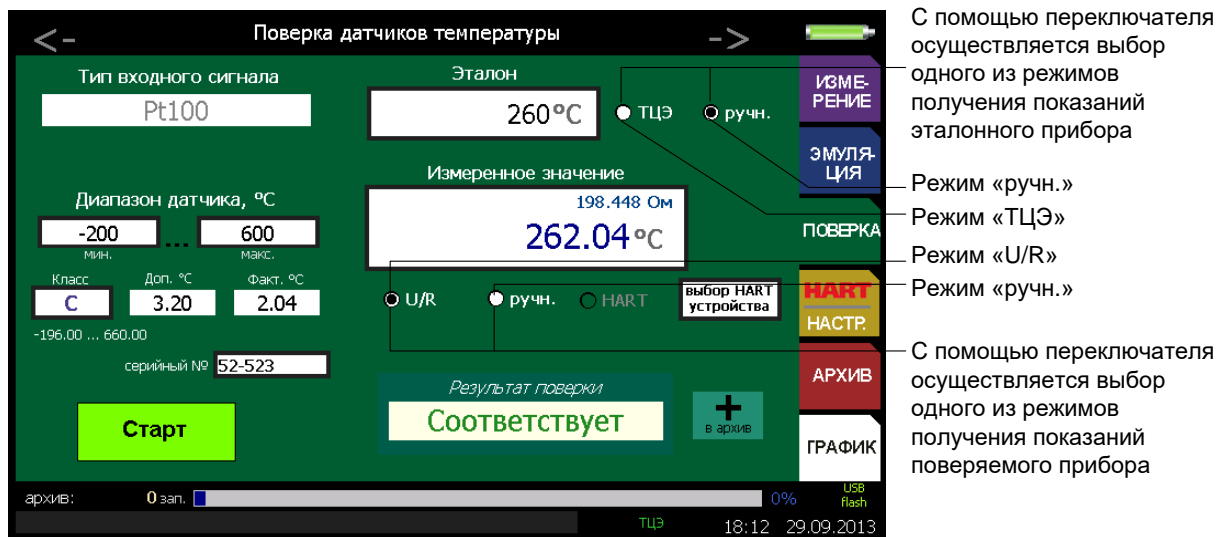 <- Поверка датчиков температуры ->
Тип входного сигнала
Pt100
Эталон
260°C ТЦЭ ручн.
Измеренное значение
198.448 Ом
262.04°C
Диапазон датчика, °C
-200 ... 600
мин. макс.
Класс Доп. °C Факт. °C
C 3.20 2.04
-196.00 ... 660.00
серийный № 52-523
U/R ручн. HART
выбор HART
устройства
Старт
Результат поверки
Соответствует
+
в архив
ИЗМЕ-
РЕНИЕ
ЭМУЛЯ-
ЦИЯ
ПОВЕРКА
HART
НАСТР.
АРХИВ
ГРАФИК
архив: 0 зап. 0%
USB
flash
ТЦЭ 18:12 29.09.2013
С помощью переключателя
осуществляется выбор
одного из режимов
получения показаний
эталонного прибора
Режим «ручн.»
Режим «ТЦЭ»
Режим «U/R»
Режим «ручн.»
С помощью переключателя
осуществляется выбор
одного из режимов
получения показаний
поверяемого прибора